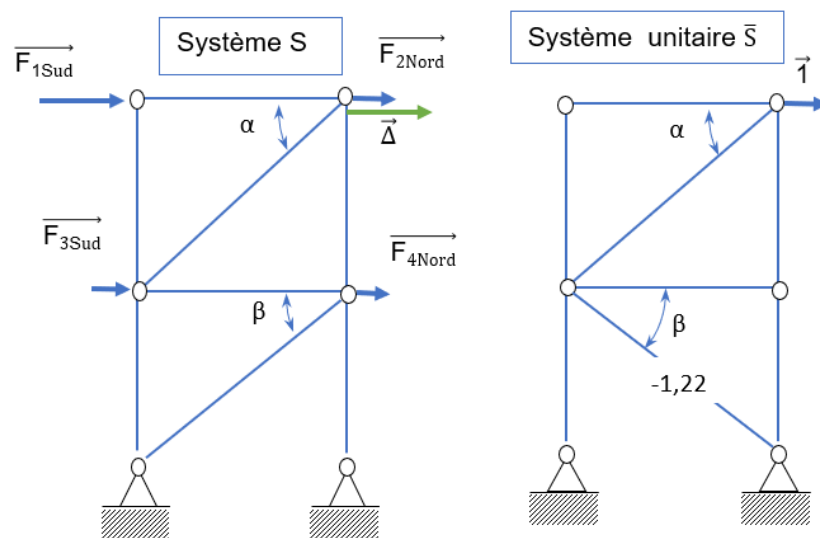 Système S
F1Sud
F2Nord
α
Δ
F3Sud
F4Nord
β
Système unitaire S̅
1
α
β
-1,22